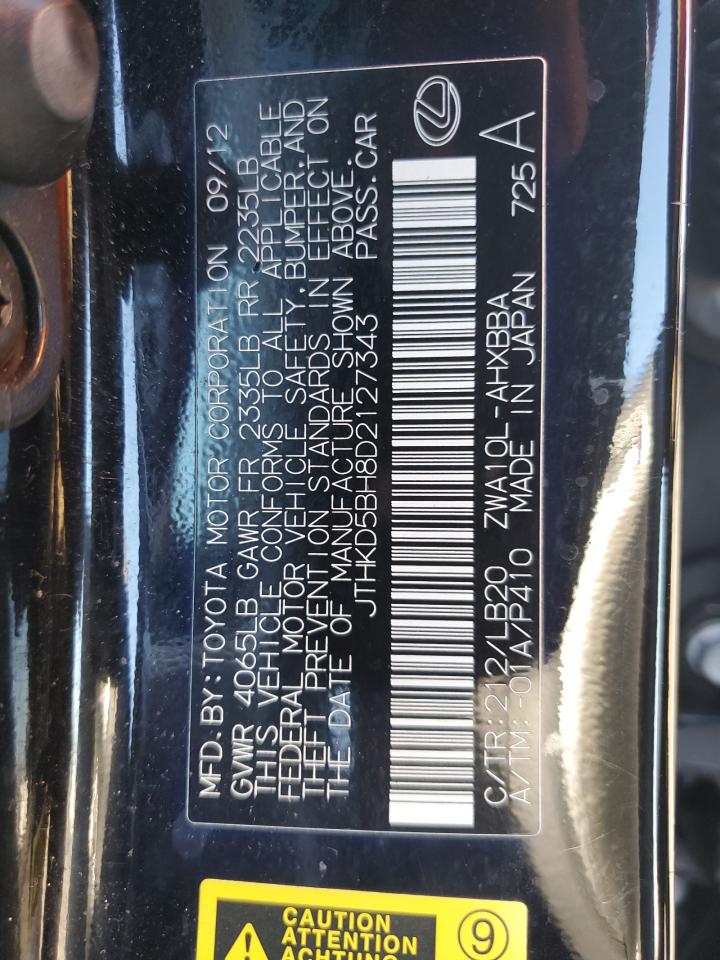 MFD.BY:TOYOTA MOTOR CORPORATION 09/12
GVWR 4065LB GAWR FR 2335LB RR 2235LB
THIS VEHICLE CONFORMS TO ALL APPLICABLE
FEDERAL MOTOR VEHICLE SAFETY,BUMPER,AND
THEFT PREVENTION STANDARDS IN EFFECT ON
THE DATE OF MANUFACTURE SHOWN ABOVE.
JTHKD5BH8D2127343 PASS.CAR
C/TR:212/LB20 ZWA10L-AHXBBA 725 A
A/TM:-01A/P410 MADE IN JAPAN
CAUTION
ATTENTION
ACHTUNG
9